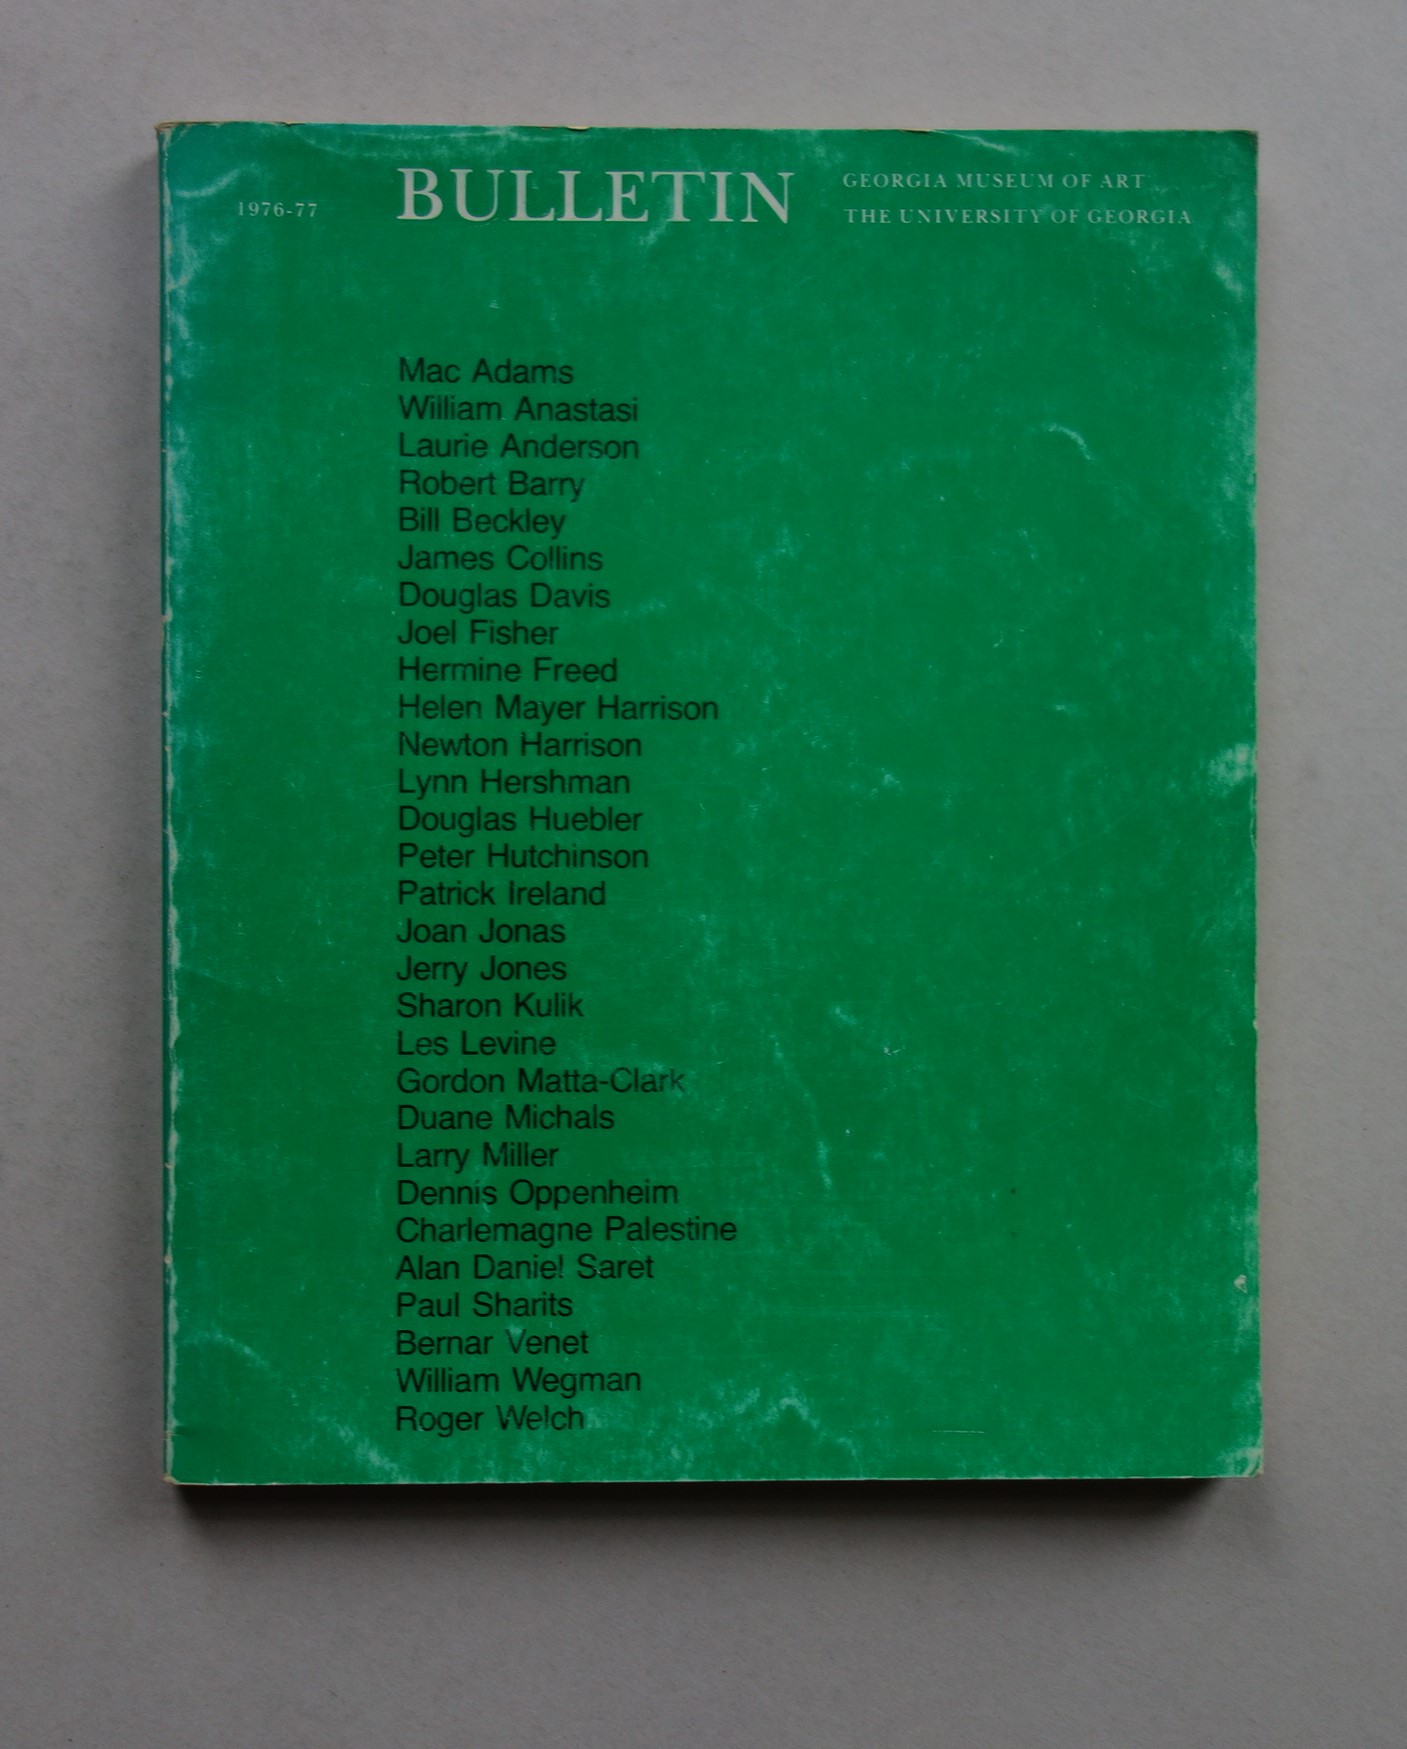 1976-77
BULLETIN
GEORGIA MUSEUM OF ART
THE UNIVERSITY OF GEORGIA
Mac Adams
William Anastasi
Laurie Anderson
Robert Barry
Bill Beckley
James Collins
Douglas Davis
Joel Fisher
Hermine Freed
Helen Mayer Harrison
Newton Harrison
Lynn Hershman
Douglas Huebler
Peter Hutchinson
Patrick Ireland
Joan Jonas
Jerry Jones
Sharon Kulik
Les Levine
Gordon Matta-Clark
Duane Michals
Larry Miller
Dennis Oppenheim
Charlemagne Palestine
Alan Daniel Saret
Paul Sharits
Bernar Venet
William Wegman
Roger Welch